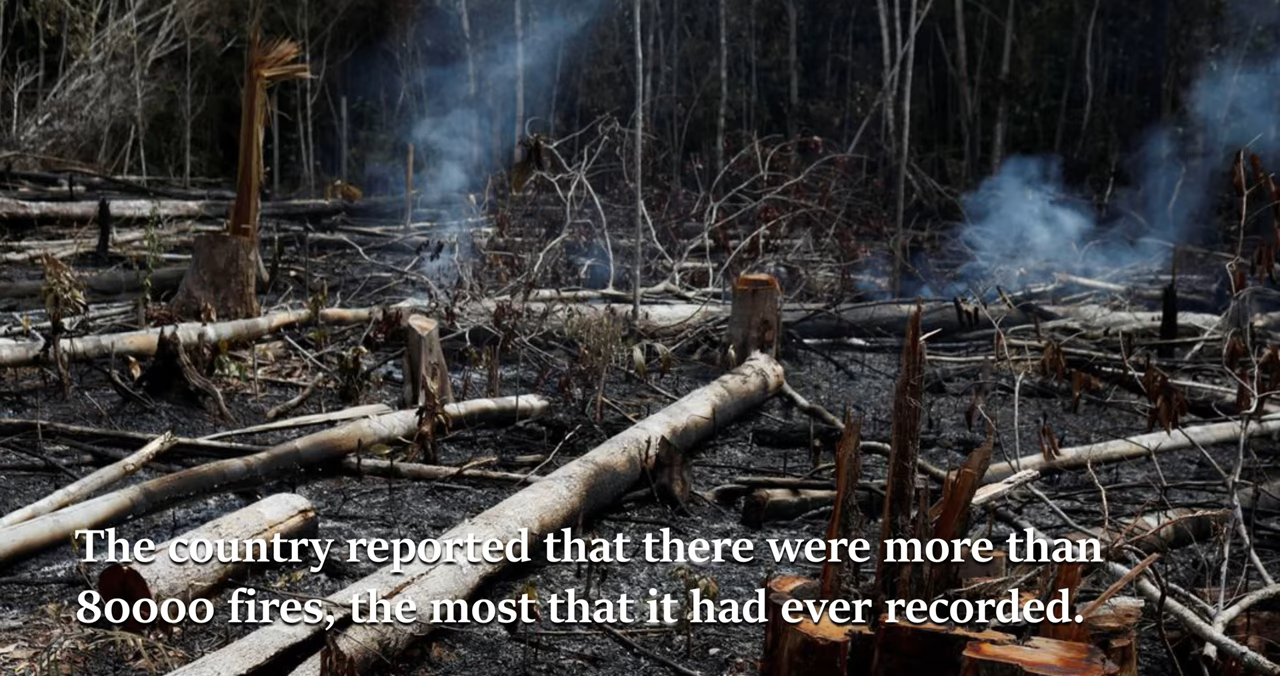 The country reported that there were more than
80000 fires, the most that it had ever recorded.